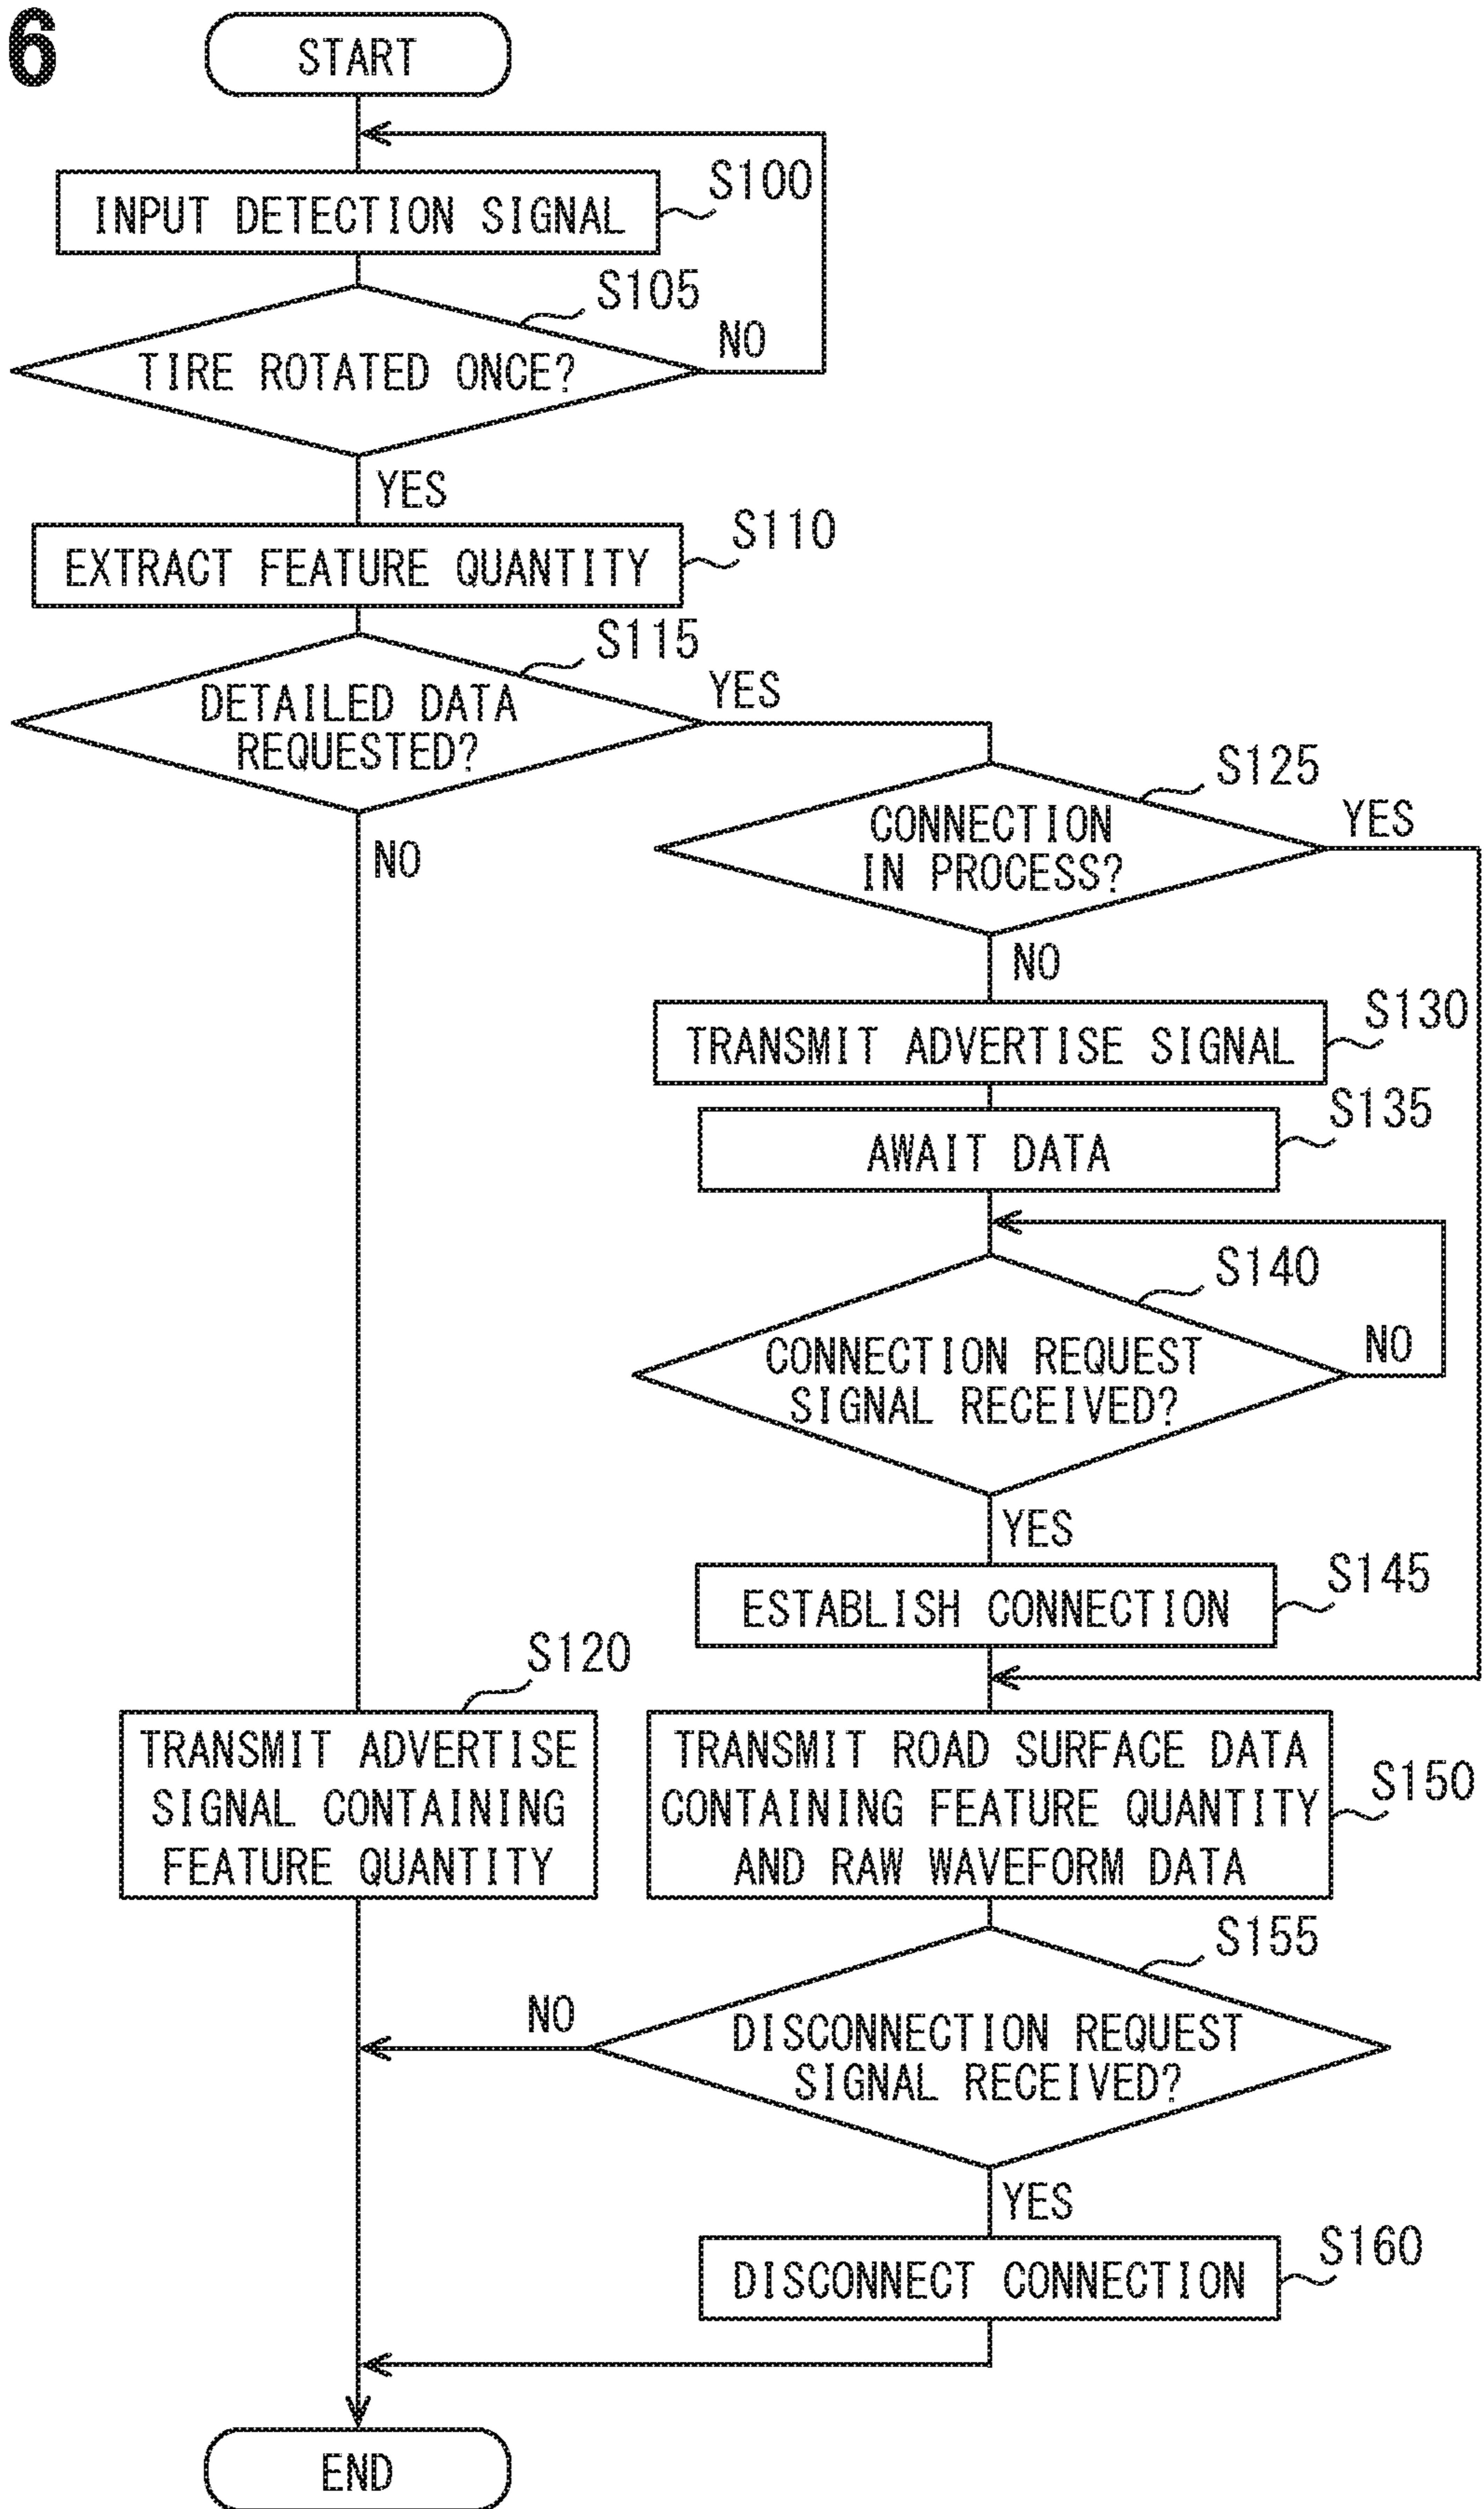 6
START
INPUT DETECTION SIGNAL
S100
S105
TIRE ROTATED ONCE?
NO
YES
EXTRACT FEATURE QUANTITY
S110
S115
DETAILED DATA
REQUESTED?
YES
NO
S125
CONNECTION
IN PROCESS?
YES
NO
TRANSMIT ADVERTISE SIGNAL
S130
AWAIT DATA
S135
S140
CONNECTION REQUEST
SIGNAL RECEIVED?
NO
YES
ESTABLISH CONNECTION
S145
S120
TRANSMIT ADVERTISE
SIGNAL CONTAINING
FEATURE QUANTITY
TRANSMIT ROAD SURFACE DATA
CONTAINING FEATURE QUANTITY
AND RAW WAVEFORM DATA
S150
S155
DISCONNECTION REQUEST
SIGNAL RECEIVED?
NO
YES
DISCONNECT CONNECTION
S160
END